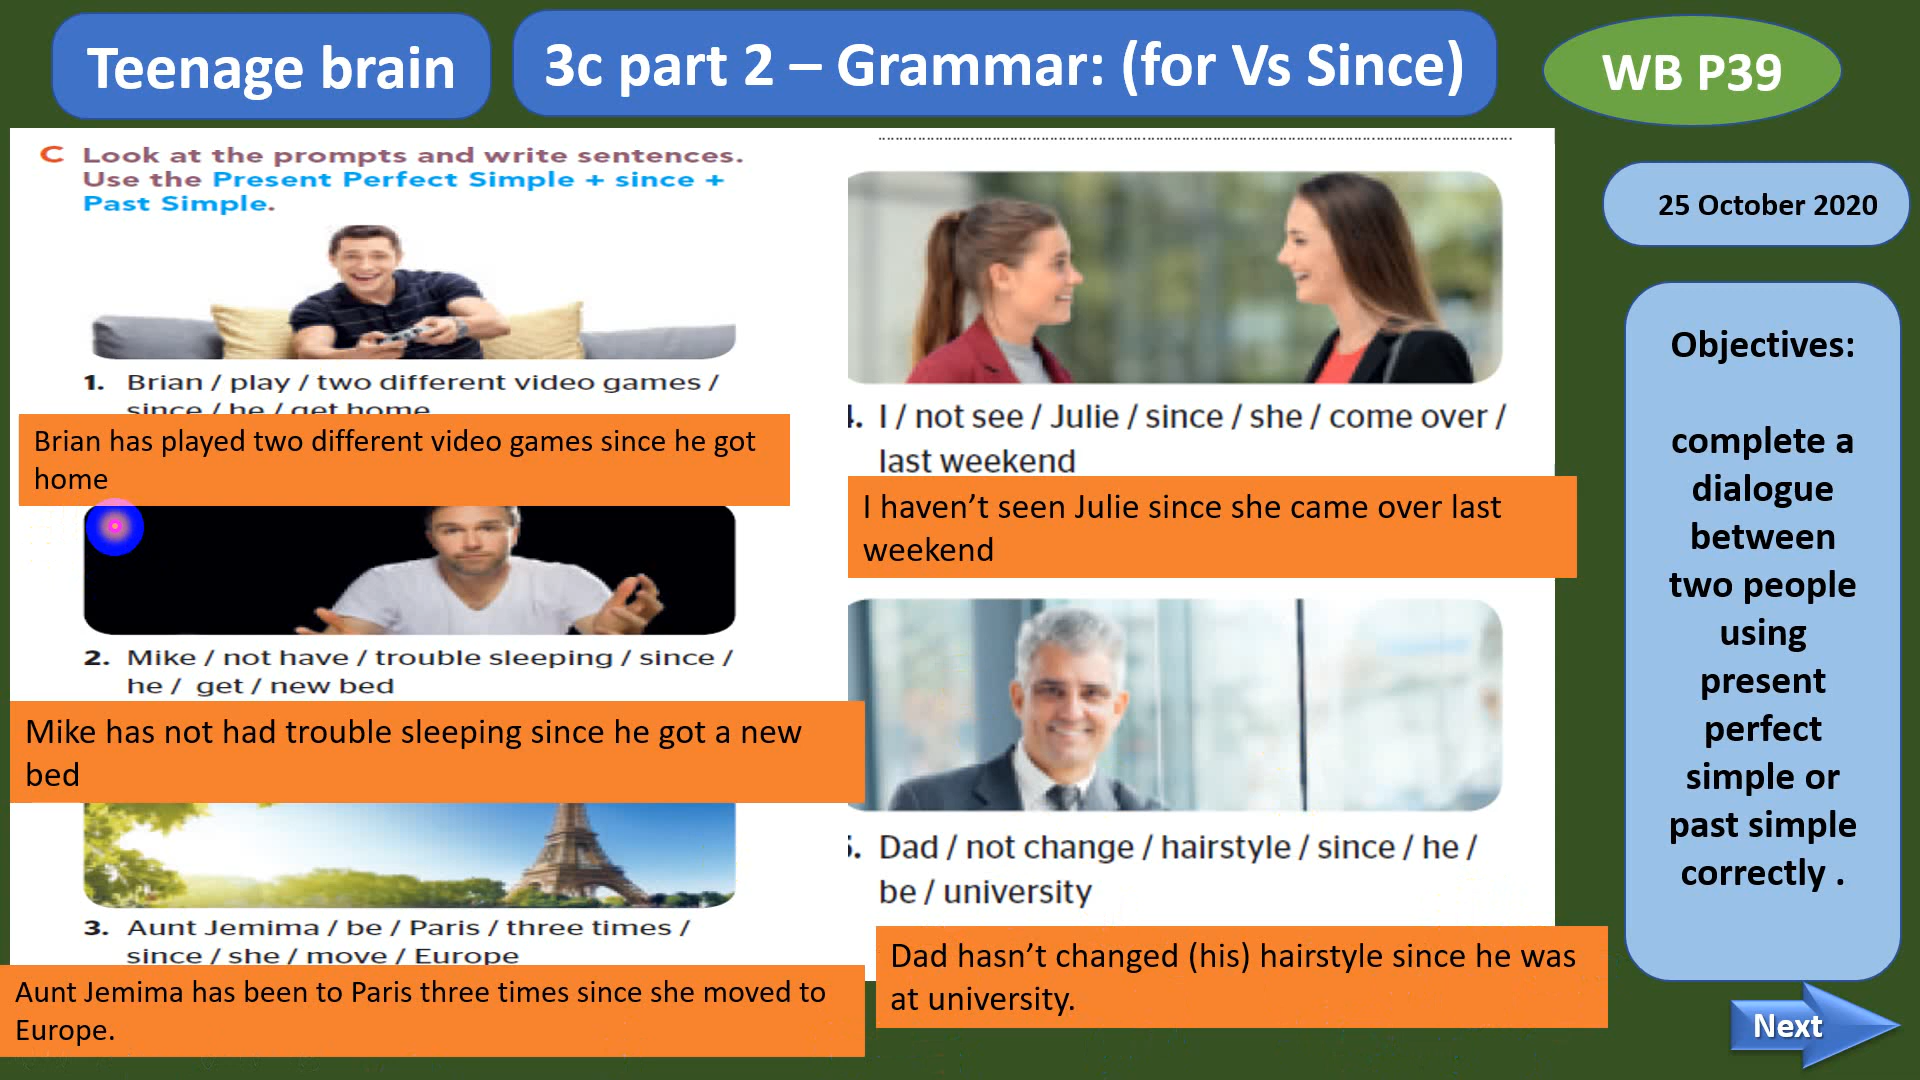 Teenage brain
3c part 2 – Grammar: (for Vs Since)
WB P39
25 October 2020
C Look at the prompts and write sentences.
Use the Present Perfect Simple + since +
Past Simple.
1. Brian / play / two different video games /
since / he / get home
Brian has played two different video games since he got
home
2. Mike / not have / trouble sleeping / since /
he / get / new bed
Mike has not had trouble sleeping since he got a new
bed
3. Aunt Jemima / be / Paris / three times /
since / she / move / Europe
Aunt Jemima has been to Paris three times since she moved to
Europe.
4. I / not see / Julie / since / she / come over /
last weekend
I haven’t seen Julie since she came over last
weekend
5. Dad / not change / hairstyle / since / he /
be / university
Dad hasn’t changed (his) hairstyle since he was
at university.
Objectives:
complete a
dialogue
between
two people
using
present
perfect
simple or
past simple
correctly .
Next